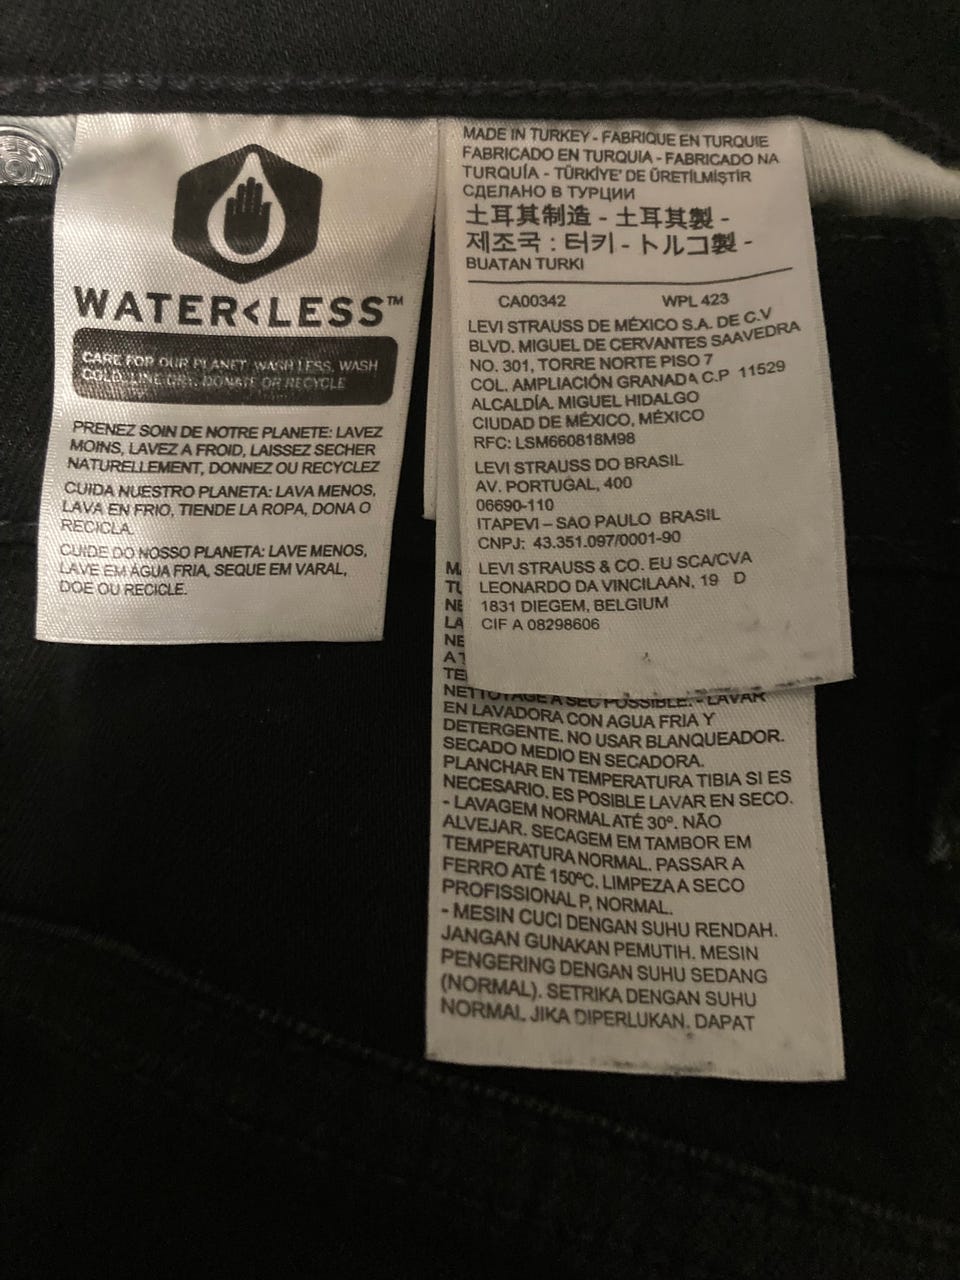 WATER<LESS™
CARE FOR OUR PLANET: WASH LESS, WASH
COLD, LINE DRY, DONATE OR RECYCLE
PRENEZ SOIN DE NOTRE PLANETE: LAVEZ
MOINS, LAVEZ A FROID, LAISSEZ SECHER
NATURELLEMENT, DONNEZ OU RECYCLEZ
CUIDA NUESTRO PLANETA: LAVA MENOS,
LAVA EN FRIO, TIENDE LA ROPA, DONA O
RECICLA.
CUIDE DO NOSSO PLANETA: LAVE MENOS,
LAVE EM AGUA FRIA, SEQUE EM VARAL,
DOE OU RECICLE.
MADE IN TURKEY - FABRIQUE EN TURQUIE
FABRICADO EN TURQUIA - FABRICADO NA
TURQUÍA - TÜRKİYE' DE ÜRETİLMİŞTİR
СДЕЛАНО В ТУРЦИИ
土耳其制造 - 土耳其製 -
제조국 : 터키 - トルコ製 -
BUATAN TURKI
CA00342 WPL 423
LEVI STRAUSS DE MÉXICO S.A. DE C.V
BLVD. MIGUEL DE CERVANTES SAAVEDRA
NO. 301, TORRE NORTE PISO 7
COL. AMPLIACIÓN GRANADA C.P 11529
ALCALDÍA. MIGUEL HIDALGO
CIUDAD DE MÉXICO, MÉXICO
RFC: LSM660818M98
LEVI STRAUSS DO BRASIL
AV. PORTUGAL, 400
06690-110
ITAPEVI – SAO PAULO BRASIL
CNPJ: 43.351.097/0001-90
LEVI STRAUSS & CO. EU SCA/CVA
LEONARDO DA VINCILAAN, 19 D
1831 DIEGEM, BELGIUM
CIF A 08298606
NETTOYAGE A SEC POSSIBLE. - LAVAR
EN LAVADORA CON AGUA FRIA Y
DETERGENTE. NO USAR BLANQUEADOR.
SECADO MEDIO EN SECADORA.
PLANCHAR EN TEMPERATURA TIBIA SI ES
NECESARIO. ES POSIBLE LAVAR EN SECO.
- LAVAGEM NORMAL ATÉ 30º. NÃO
ALVEJAR. SECAGEM EM TAMBOR EM
TEMPERATURA NORMAL. PASSAR A
FERRO ATÉ 150ºC. LIMPEZA A SECO
PROFISSIONAL P, NORMAL.
- MESIN CUCI DENGAN SUHU RENDAH.
JANGAN GUNAKAN PEMUTIH. MESIN
PENGERING DENGAN SUHU SEDANG
(NORMAL). SETRIKA DENGAN SUHU
NORMAL JIKA DIPERLUKAN. DAPAT